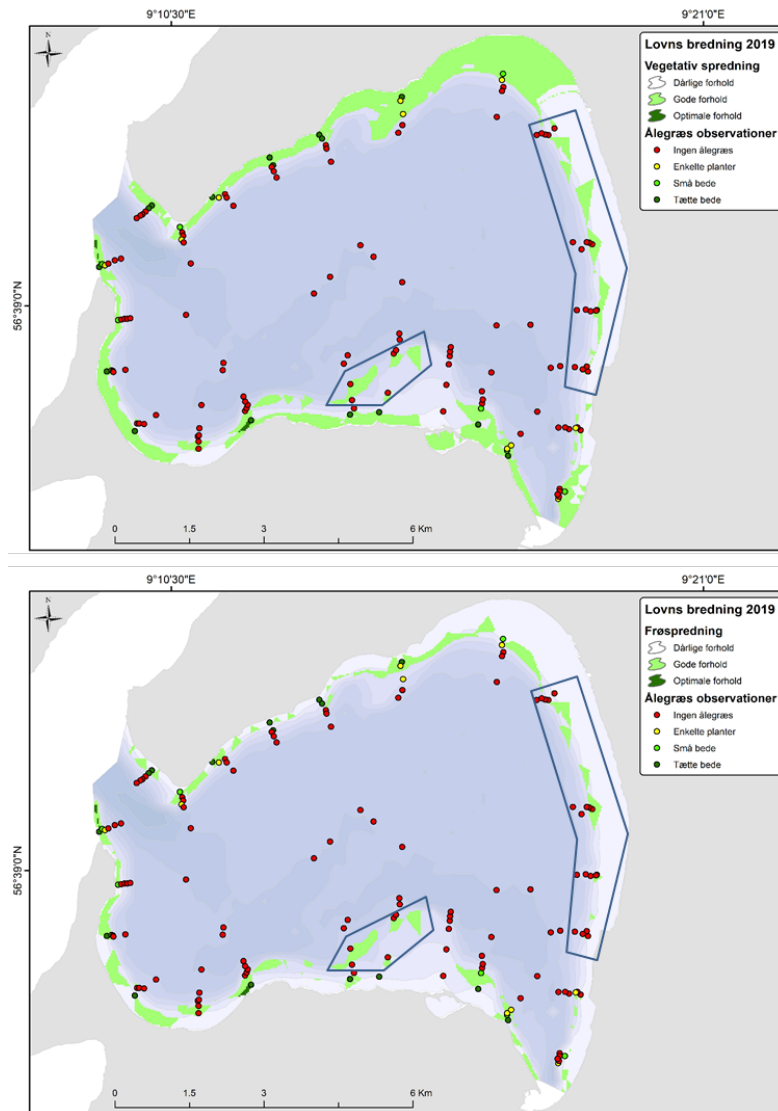 9°10'30"E
9°21'0"E
N
Lovns bredning 2019
Vegetativ spredning
Dårlige forhold
Gode forhold
Optimale forhold
Ålegræs observationer
Ingen ålegræs
Enkelte planter
Små bede
Tætte bede
56°39'0"N
0
1.5
3
6 Km
9°10'30"E
9°21'0"E
N
Lovns bredning 2019
Frøspredning
Dårlige forhold
Gode forhold
Optimale forhold
Ålegræs observationer
Ingen ålegræs
Enkelte planter
Små bede
Tætte bede
56°39'0"N
0
1.5
3
6 Km